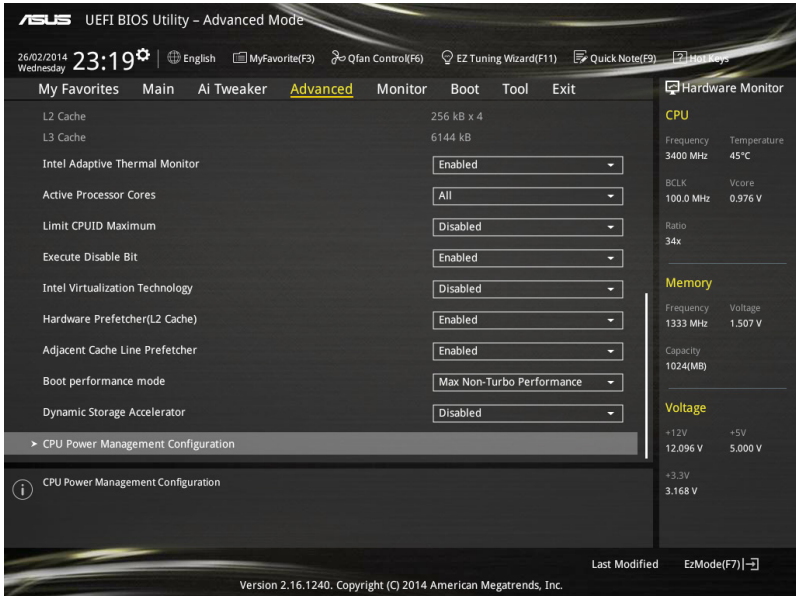 ASUS UEFI BIOS Utility – Advanced Mode
26/02/2014
Wednesday
23:19
English
MyFavorite(F3)
Qfan Control(F6)
EZ Tuning Wizard(F11)
Quick Note(F9)
Hot Keys
My Favorites Main Ai Tweaker Advanced Monitor Boot Tool Exit
L2 Cache 256 kB x 4
L3 Cache 6144 kB
Intel Adaptive Thermal Monitor Enabled
Active Processor Cores All
Limit CPUID Maximum Disabled
Execute Disable Bit Enabled
Intel Virtualization Technology Disabled
Hardware Prefetcher(L2 Cache) Enabled
Adjacent Cache Line Prefetcher Enabled
Boot performance mode Max Non-Turbo Performance
Dynamic Storage Accelerator Disabled
> CPU Power Management Configuration
CPU Power Management Configuration
Hardware Monitor
CPU
Frequency Temperature
3400 MHz 45°C
BCLK Vcore
100.0 MHz 0.976 V
Ratio
34x
Memory
Frequency Voltage
1333 MHz 1.507 V
Capacity
1024(MB)
Voltage
+12V +5V
12.096 V 5.000 V
+3.3V
3.168 V
Last Modified
EzMode(F7)
Version 2.16.1240. Copyright (C) 2014 American Megatrends, Inc.